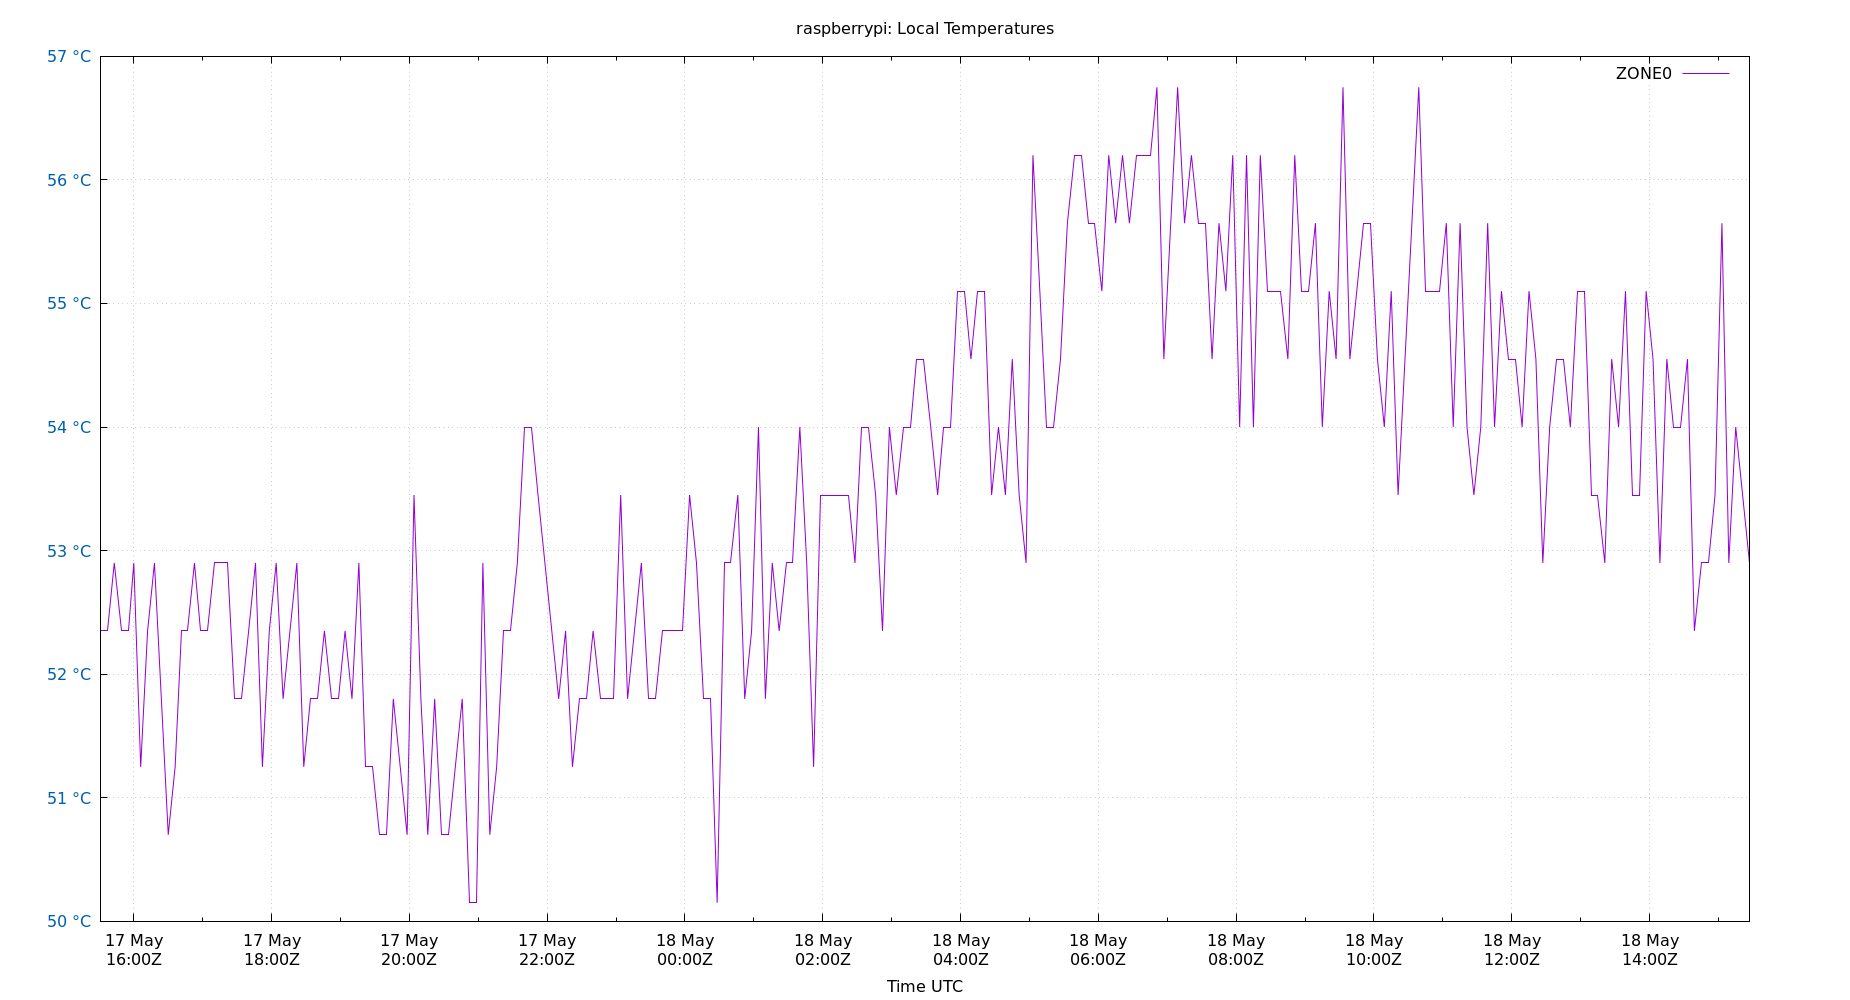 raspberrypi: Local Temperatures
57 °C
ZONE0
56 °C
55 °C
54 °C
53 °C
52 °C
51 °C
50 °C
17 May 17 May 17 May 17 May 18 May 18 May 18 May 18 May 18 May 18 May 18 May 18 May
16:00Z 18:00Z 20:00Z 22:00Z 00:00Z 02:00Z 04:00Z 06:00Z 08:00Z 10:00Z 12:00Z 14:00Z
Time UTC